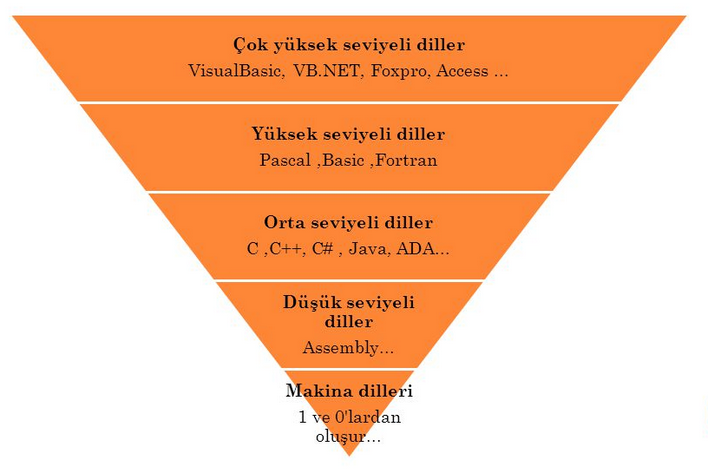 Çok yüksek seviyeli diller
VisualBasic, VB.NET, Foxpro, Access ...
Yüksek seviyeli diller
Pascal ,Basic ,Fortran
Orta seviyeli diller
C ,C++, C# , Java, ADA...
Düşük seviyeli
diller
Assembly...
Makina dilleri
1 ve 0'lardan
oluşur...